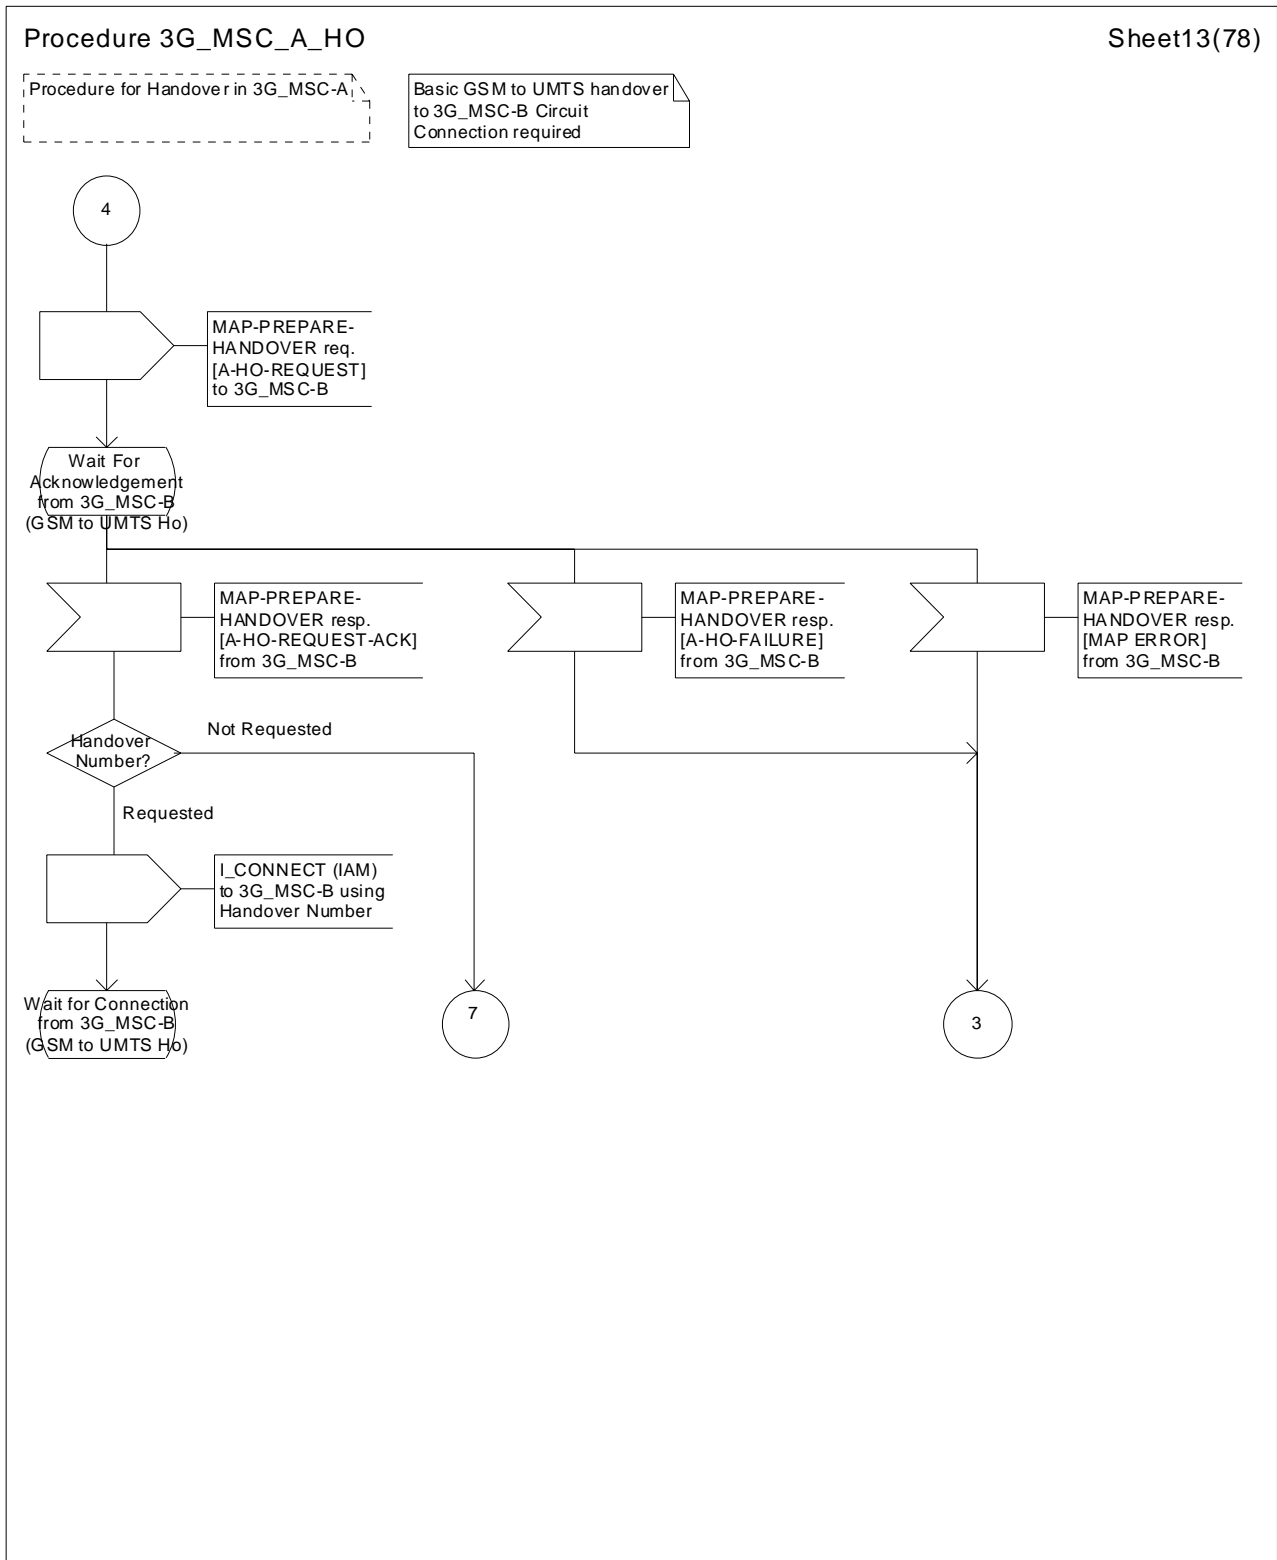 Procedure 3G_MSC_A_HO
Sheet13(78)
Procedure for Handover in 3G_MSC-A
Basic GSM to UMTS handover
to 3G_MSC-B Circuit
Connection required
4
MAP-PREPARE-
HANDOVER req.
[A-HO-REQUEST]
to 3G_MSC-B
Wait For
Acknowledgement
from 3G_MSC-B
(GSM to UMTS Ho)
MAP-PREPARE-
HANDOVER resp.
[A-HO-REQUEST-ACK]
from 3G_MSC-B
MAP-PREPARE-
HANDOVER resp.
[A-HO-FAILURE]
from 3G_MSC-B
MAP-PREPARE-
HANDOVER resp.
[MAP ERROR]
from 3G_MSC-B
Handover
Number?
Not Requested
Requested
I_CONNECT (IAM)
to 3G_MSC-B using
Handover Number
Wait for Connection
from 3G_MSC-B
(GSM to UMTS Ho)
7
3